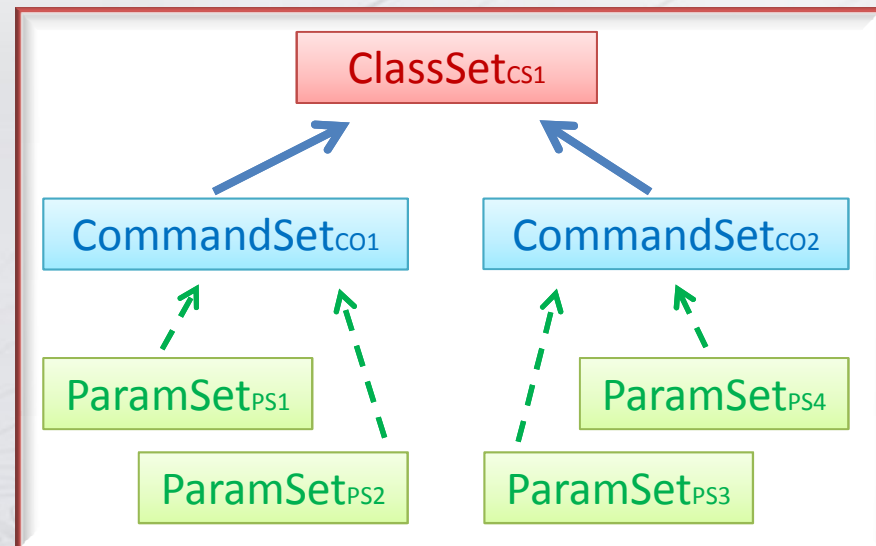 ClassSetCS1
CommandSetCO1
CommandSetCO2
ParamSetPS1
ParamSetPS4
ParamSetPS2
ParamSetPS3